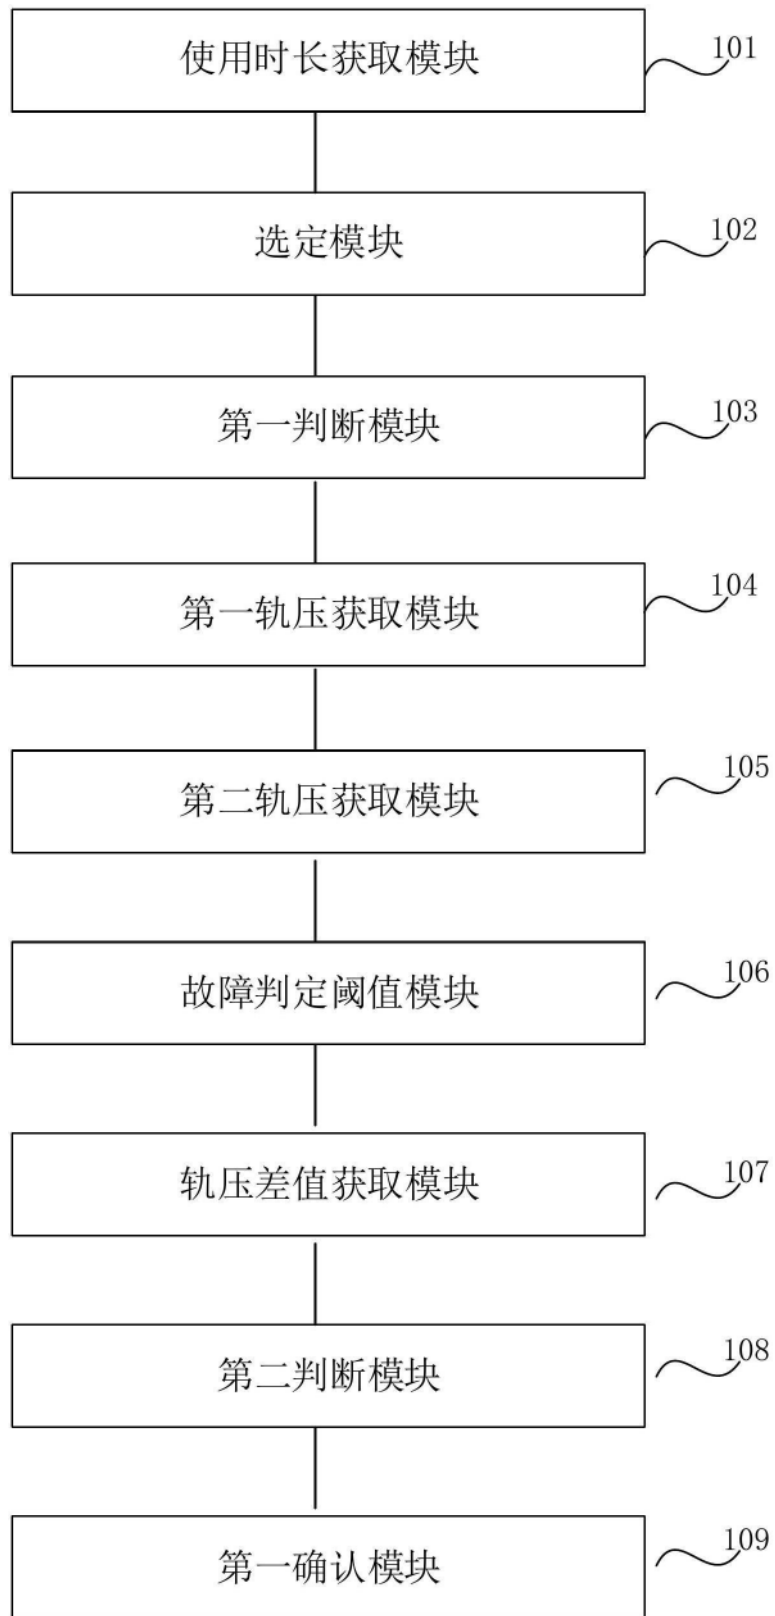 使用时长获取模块 101
选定模块 102
第一判断模块 103
第一轨压获取模块 104
第二轨压获取模块 105
故障判定阈值模块 106
轨压差值获取模块 107
第二判断模块 108
第一确认模块 109